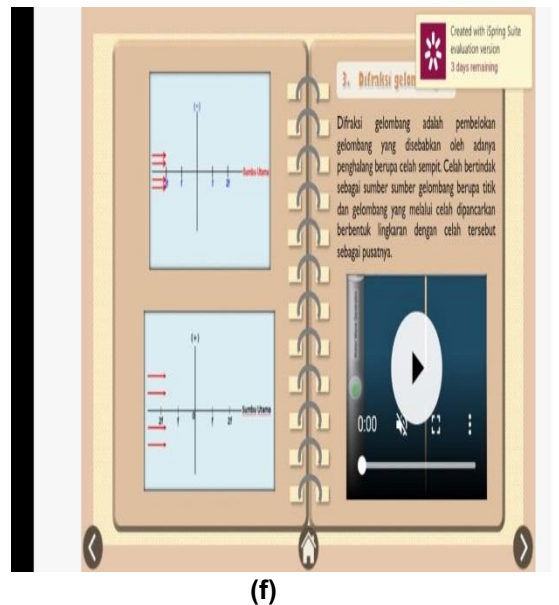 Created with iSpring Suite
evaluation version
3 days remaining
(-)
Sumbu Utama
2f f f 2f
(+)
Sumbu Utama
2f f 0 f 2f
3. Difraksi gelom
Difraksi gelombang adalah pembelokan
gelombang yang disebabkan oleh adanya
penghalang berupa celah sempit. Celah bertindak
sebagai sumber sumber gelombang berupa titik
dan gelombang yang melalui celah dipancarkan
berbentuk lingkaran dengan celah tersebut
sebagai pusatnya.
0:00
(f)